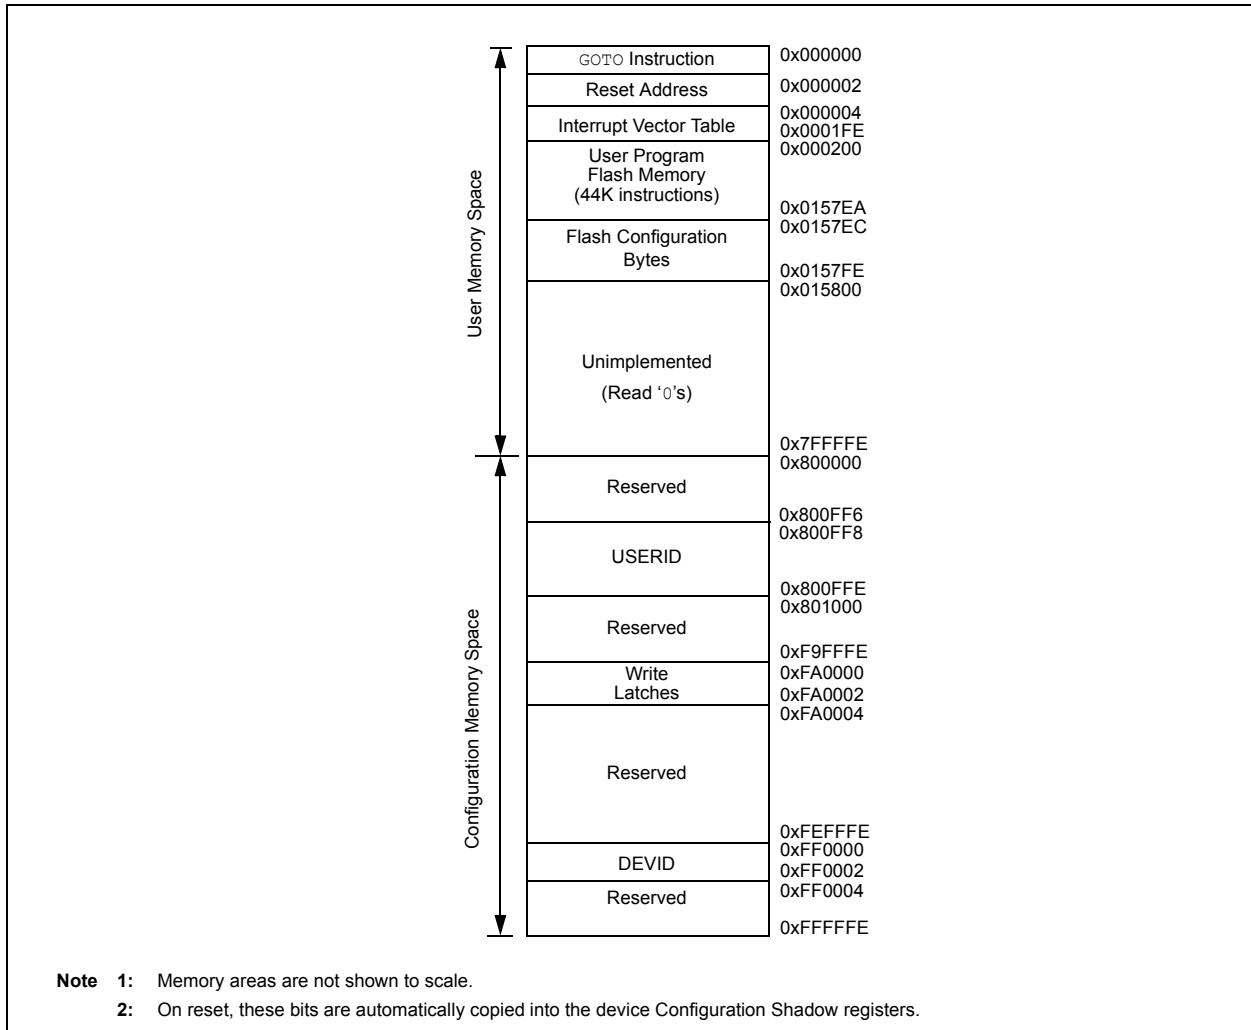 GOTO Instruction 0x000000
Reset Address 0x000002
0x000004
Interrupt Vector Table 0x0001FE
0x000200
User Program
Flash Memory
(44K instructions)
0x0157EA
0x0157EC
Flash Configuration
Bytes
0x0157FE
0x015800
User Memory Space
Unimplemented
(Read ‘0’s)
0x7FFFFE
0x800000
Reserved
0x800FF6
0x800FF8
USERID
0x800FFE
0x801000
Reserved
0xF9FFFE
Write 0xFA0000
Latches 0xFA0002
0xFA0004
Configuration Memory Space
Reserved
0xFEFFFE
0xFF0000
DEVID
0xFF0002
0xFF0004
Reserved
0xFFFFFE
Note 1: Memory areas are not shown to scale.
2: On reset, these bits are automatically copied into the device Configuration Shadow registers.